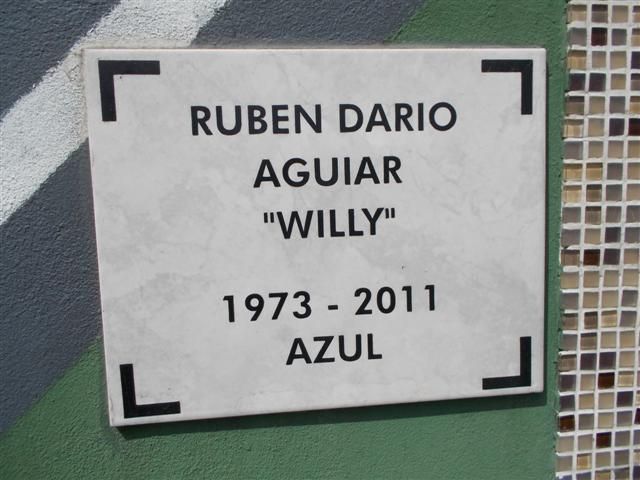 RUBEN DARIO
AGUIAR
"WILLY"
1973 - 2011
AZUL